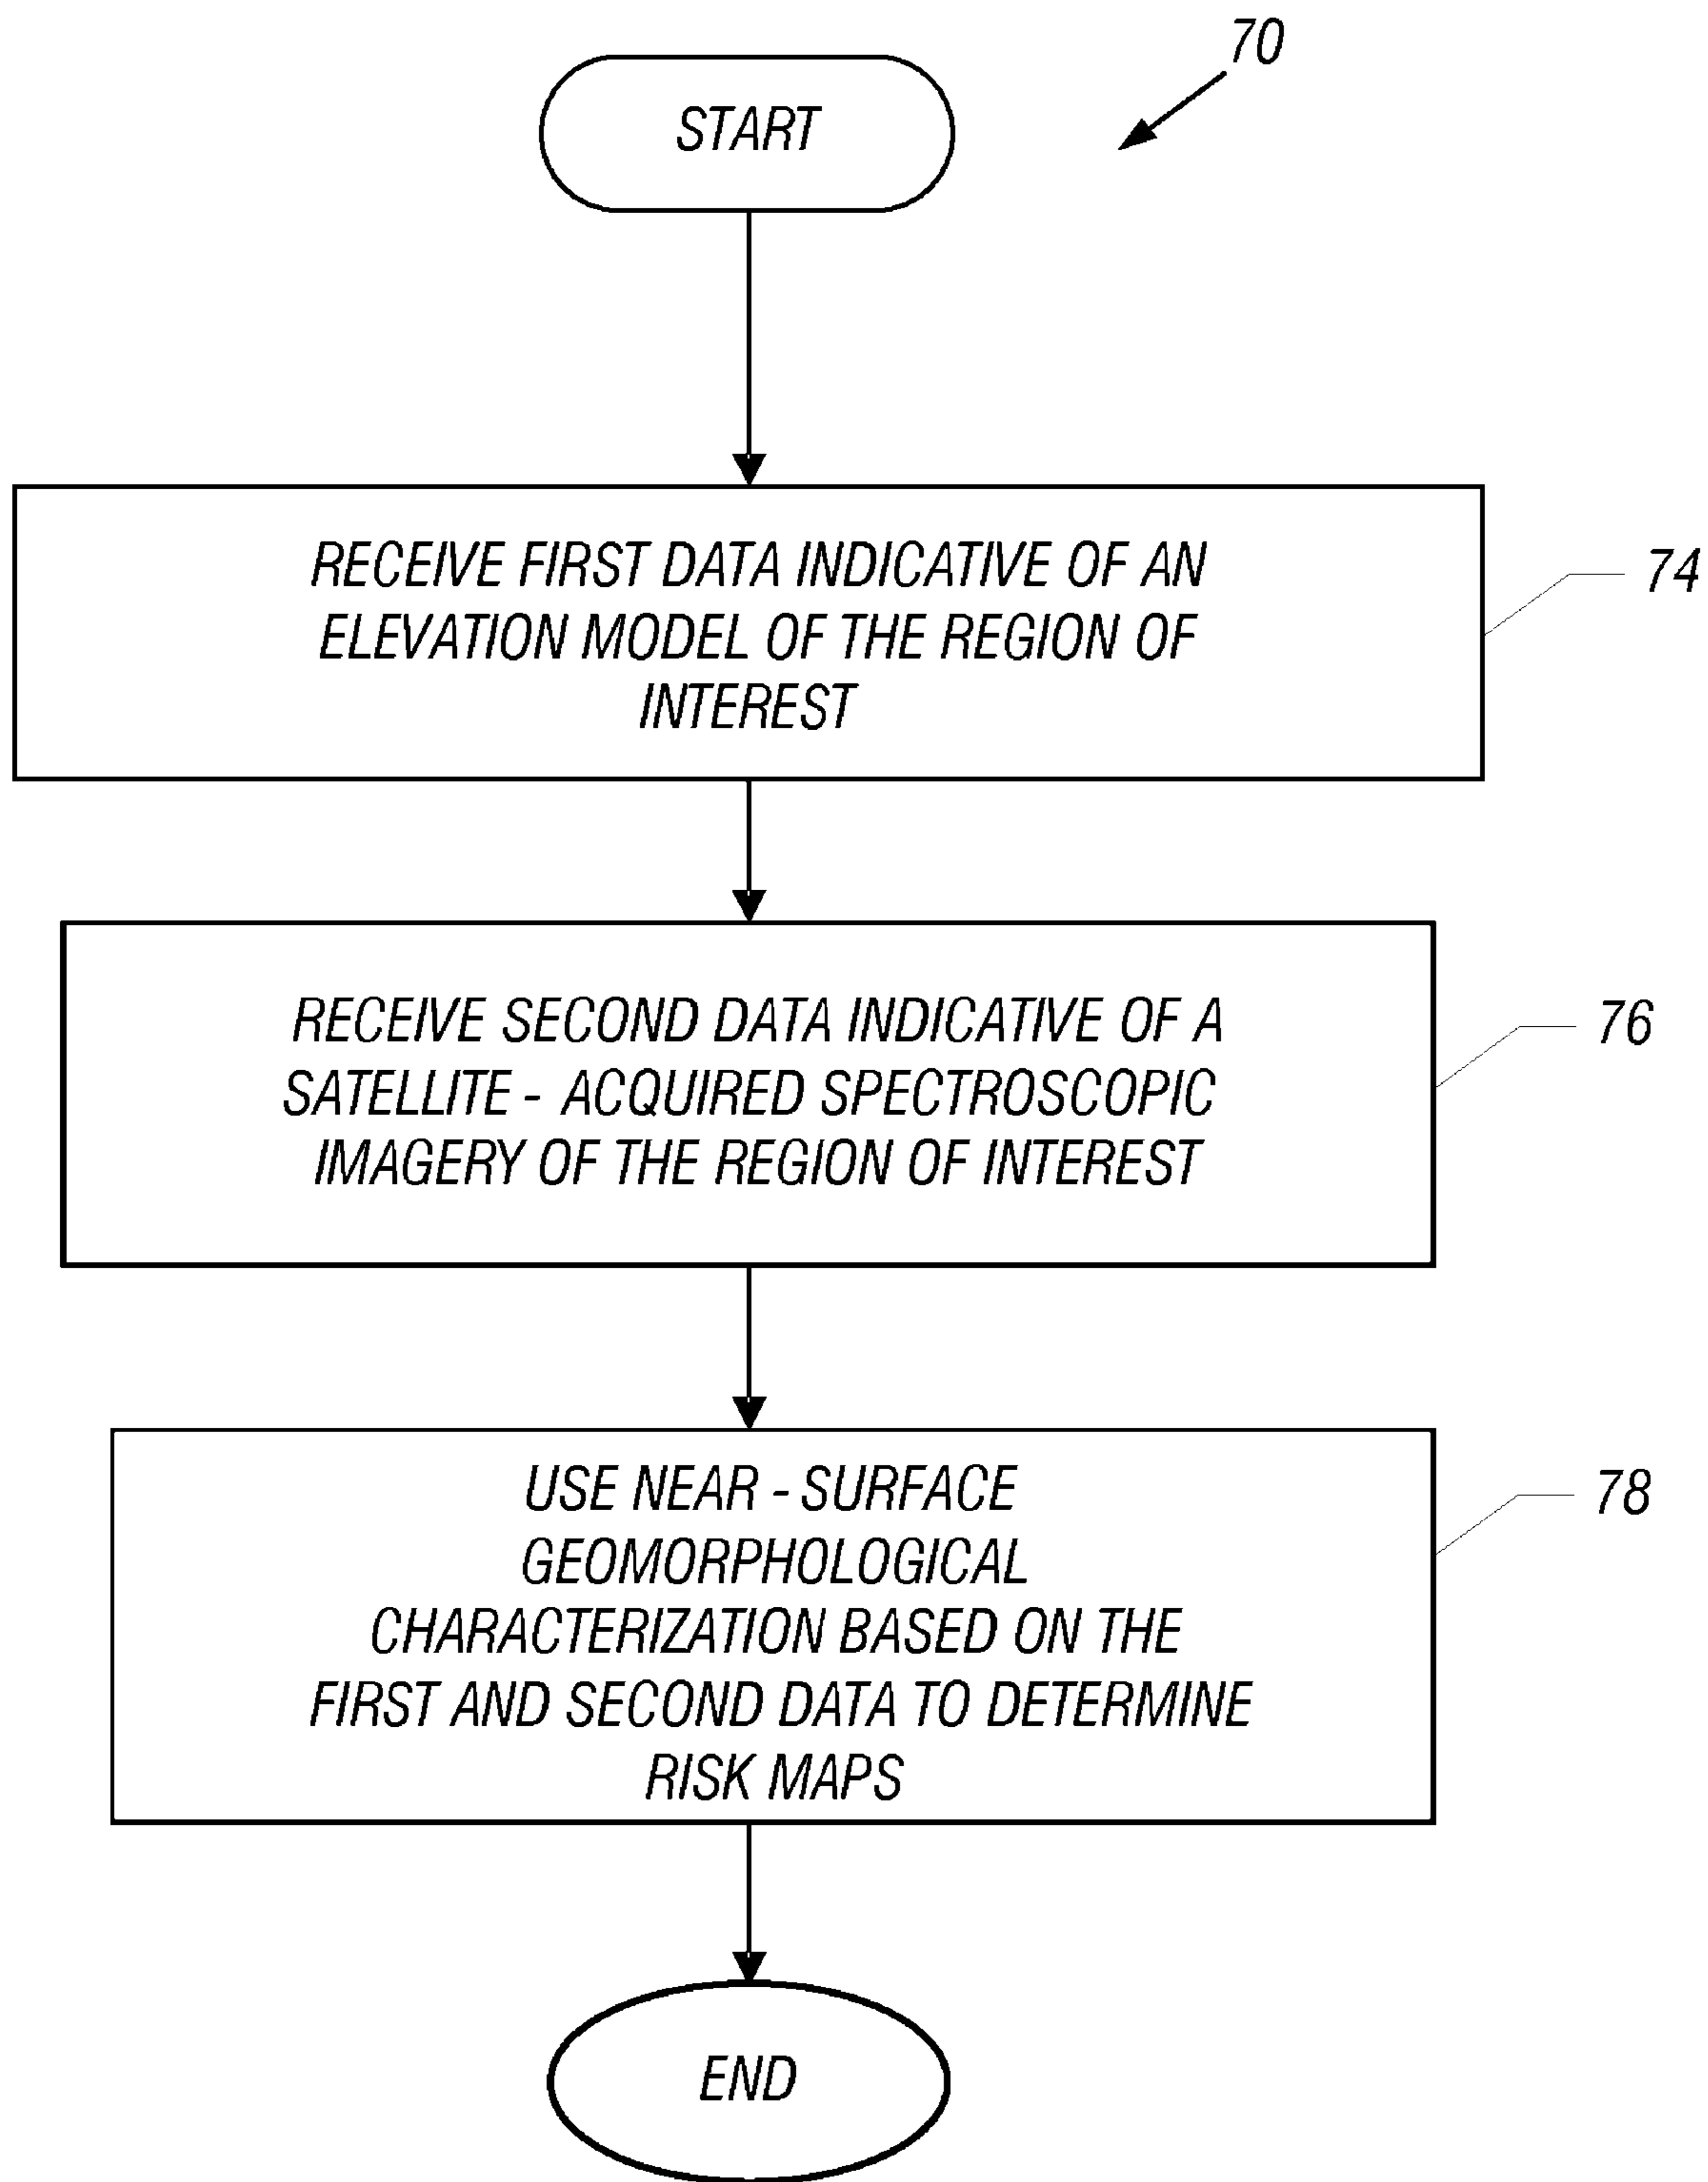 70
START
RECEIVE FIRST DATA INDICATIVE OF AN
ELEVATION MODEL OF THE REGION OF
INTEREST
74
RECEIVE SECOND DATA INDICATIVE OF A
SATELLITE - ACQUIRED SPECTROSCOPIC
IMAGERY OF THE REGION OF INTEREST
76
USE NEAR - SURFACE
GEOMORPHOLOGICAL
CHARACTERIZATION BASED ON THE
FIRST AND SECOND DATA TO DETERMINE
RISK MAPS
78
END